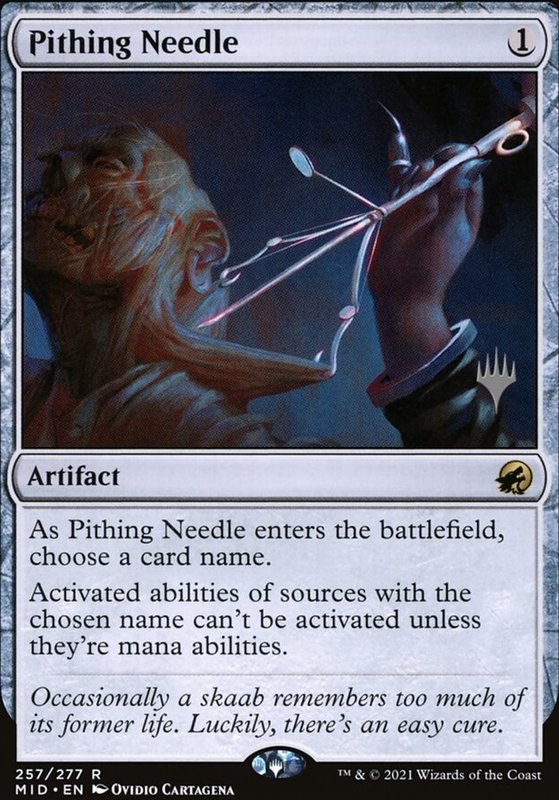 Pithing Needle 1
Artifact
As Pithing Needle enters the battlefield,
choose a card name.
Activated abilities of sources with the
chosen name can't be activated unless
they're mana abilities.
Occasionally a skaab remembers too much of
its former life. Luckily, there's an easy cure.
257/277 R
MID • EN Ovidio Cartagena
™ & © 2021 Wizards of the Coast